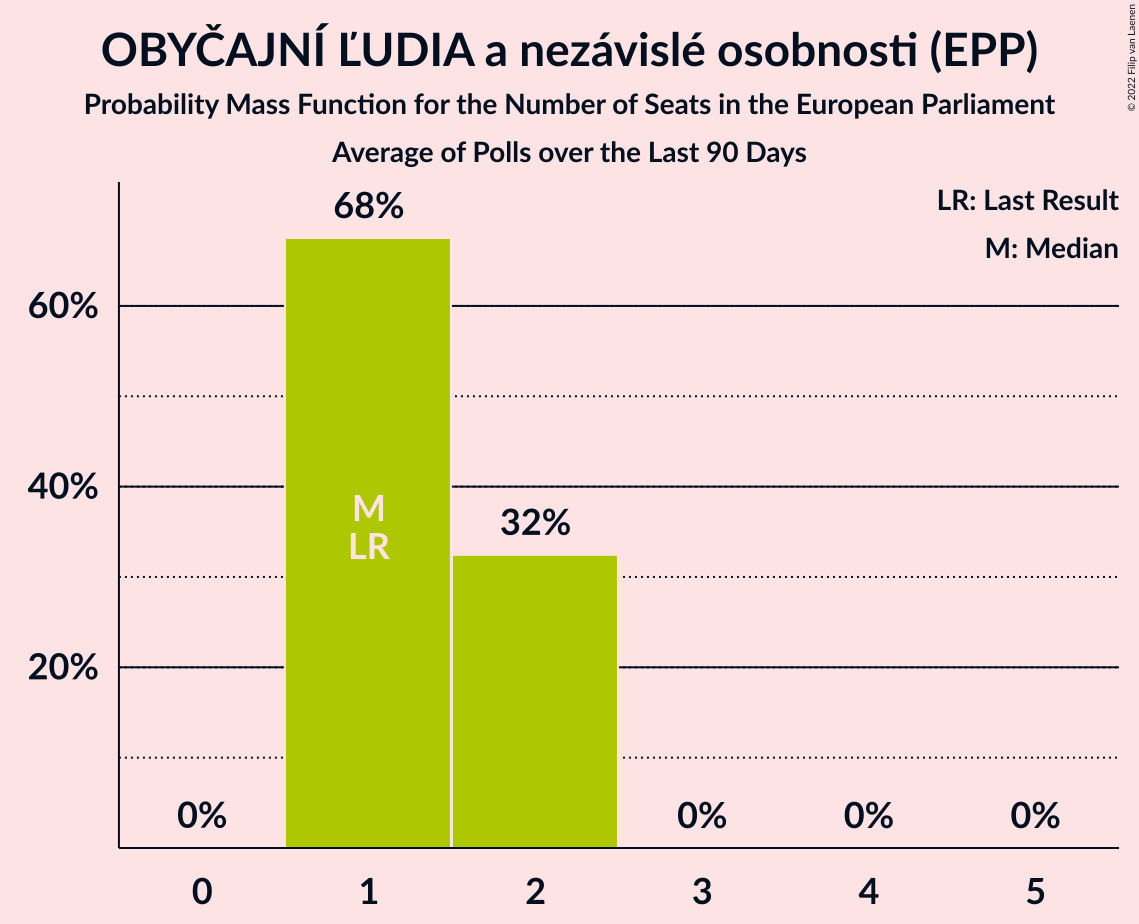 OBYČAJNÍ ĽUDIA a nezávislé osobnosti (EPP)
Probability Mass Function for the Number of Seats in the European Parliament
Average of Polls over the Last 90 Days
© 2022 Filip van Laenen
LR: Last Result
M: Median
68%
60%
40%
M
LR
32%
20%
0%
0%
0%
0%
0
1
2
3
4
5